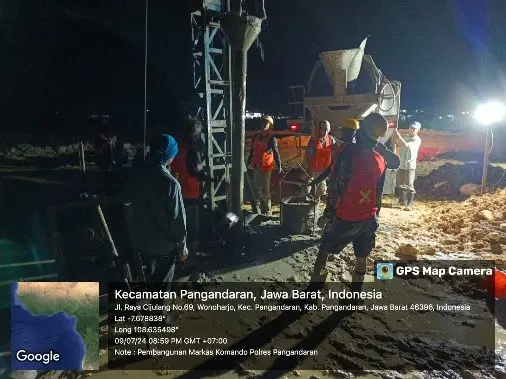 GPS Map Camera
Kecamatan Pangandaran, Jawa Barat, Indonesia
Jl. Raya Cijulang No.69, Wonoharjo, Kec. Pangandaran, Kab. Pangandaran, Jawa Barat 46396, Indonesia
Lat -7.678838°
Long 108.635498°
09/07/24 08:59 PM GMT +07:00
Note : Pembangunan Markas Komando Polres Pangandaran
Google